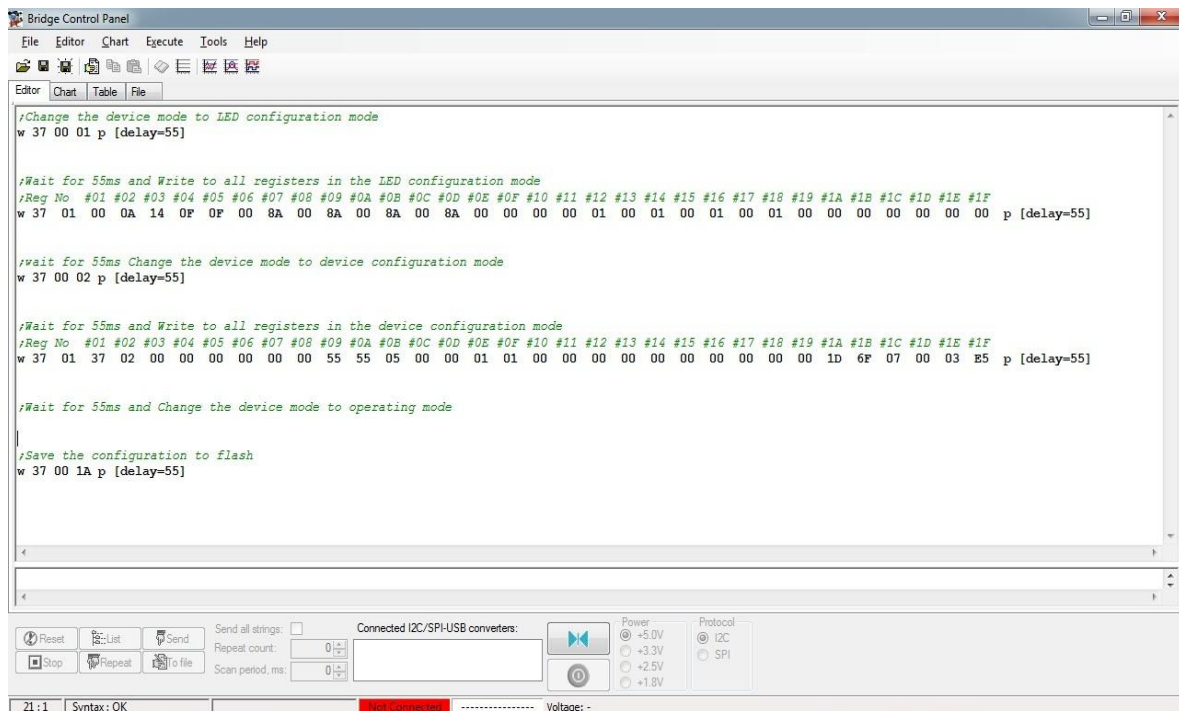 Bridge Control Panel
File Editor Chart Execute Tools Help
Editor Chart Table File
;Change the device mode to LED configuration mode
w 37 00 01 p [delay=55]
;Wait for 55ms and Write to all registers in the LED configuration mode
;Reg No #01 #02 #03 #04 #05 #06 #07 #08 #09 #0A #0B #0C #0D #0E #0F #10 #11 #12 #13 #14 #15 #16 #17 #18 #19 #1A #1B #1C #1D #1E #1F
w 37 01 00 0A 14 0F 0F 00 8A 00 8A 00 8A 00 8A 00 00 00 00 01 00 01 00 01 00 01 00 00 00 00 00 00 00 p [delay=55]
;wait for 55ms Change the device mode to device configuration mode
w 37 00 02 p [delay=55]
;Wait for 55ms and Write to all registers in the device configuration mode
;Reg No #01 #02 #03 #04 #05 #06 #07 #08 #09 #0A #0B #0C #0D #0E #0F #10 #11 #12 #13 #14 #15 #16 #17 #18 #19 #1A #1B #1C #1D #1E #1F
w 37 01 37 02 00 00 00 00 00 00 55 55 05 00 00 01 01 00 00 00 00 00 00 00 00 00 00 1D 6F 07 00 03 E5 p [delay=55]
;Wait for 55ms and Change the device mode to operating mode
;Save the configuration to flash
w 37 00 1A p [delay=55]
Reset List Send Send all strings: Connected I2C/SPI-USB converters: Power Protocol
Repeat count: 0 +5.0V I2C
Stop Repeat To file Scan period, ms: 0 +3.3V SPI
+2.5V
+1.8V
21 : 1 Syntax : OK Not Connected ---------------- Voltage: -